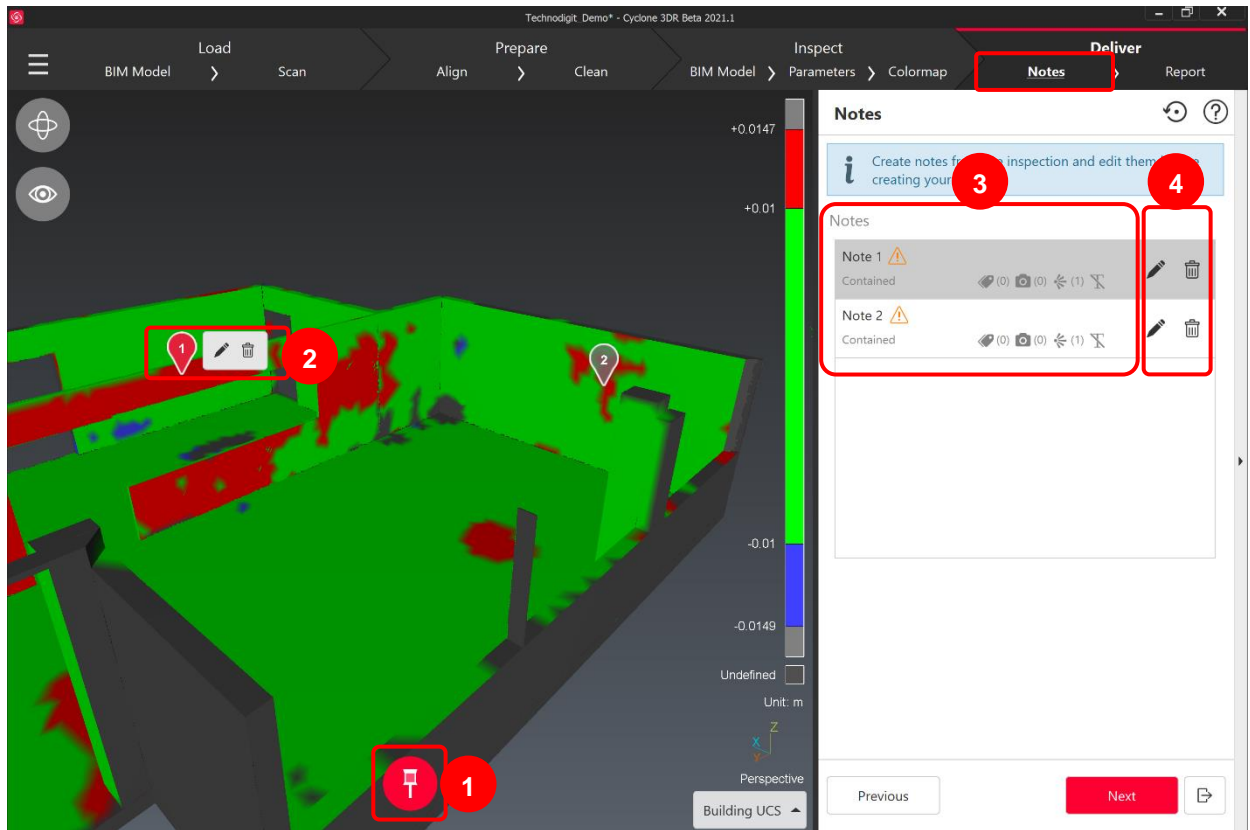 Technodigit_Demo* - Cyclone 3DR Beta 2021.1
Load
Prepare
Inspect
Deliver
BIM Model
Scan
Align
Clean
BIM Model
Parameters
Colormap
Notes
Report
+0.0147
+0.01
-0.01
-0.0149
Undefined
Unit: m
Z
X
Y
Perspective
Building UCS
1
2
2
1
Notes
Create notes inspection and edit
creating your
3
4
Notes
Note 1
Contained (0) (0) (1)
Note 2
Contained (0) (0) (1)
Previous
Next